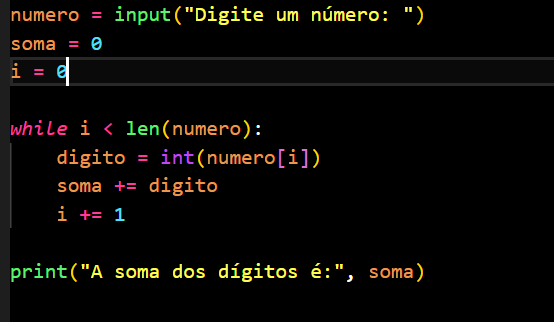 numero = input("Digite um número: ")
soma = 0
i = 0
while i < len(numero):
    digito = int(numero[i])
    soma += digito
    i += 1
print("A soma dos dígitos é:", soma)